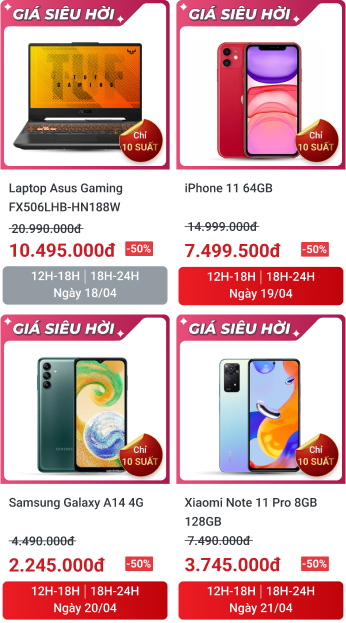 GIÁ SIÊU HỜI
TUF
GAMING
Chỉ
10 SUẤT
Laptop Asus Gaming
FX506LHB-HN188W
20.990.000đ
10.495.000đ -50%
12H-18H | 18H-24H
Ngày 18/04
GIÁ SIÊU HỜI
Chỉ
10 SUẤT
iPhone 11 64GB
14.999.000đ
7.499.500đ -50%
12H-18H | 18H-24H
Ngày 19/04
GIÁ SIÊU HỜI
SAMSUNG
Chỉ
10 SUẤT
Samsung Galaxy A14 4G
4.490.000đ
2.245.000đ -50%
12H-18H | 18H-24H
Ngày 20/04
GIÁ SIÊU HỜI
Chỉ
10 SUẤT
Xiaomi Note 11 Pro 8GB
128GB
7.490.000đ
3.745.000đ -50%
12H-18H | 18H-24H
Ngày 21/04